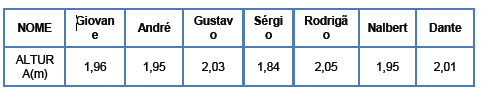 NOME Giovan
e André Gustav
o Sérgi
o Rodrigã
o Nalbert Dante
ALTUR
A(m) 1,96 1,95 2,03 1,84 2,05 1,95 2,01